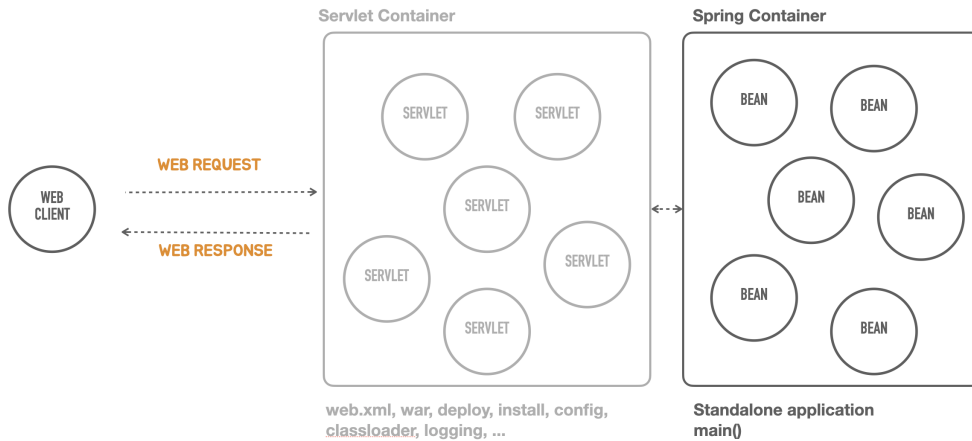 Servlet Container
Spring Container
SERVLET
SERVLET
BEAN
BEAN
WEB REQUEST
WEB
CLIENT
SERVLET
BEAN
BEAN
WEB RESPONSE
SERVLET
SERVLET
BEAN
SERVLET
BEAN
web.xml, war, deploy, install, config,
classloader, logging, ...
Standalone application
main()